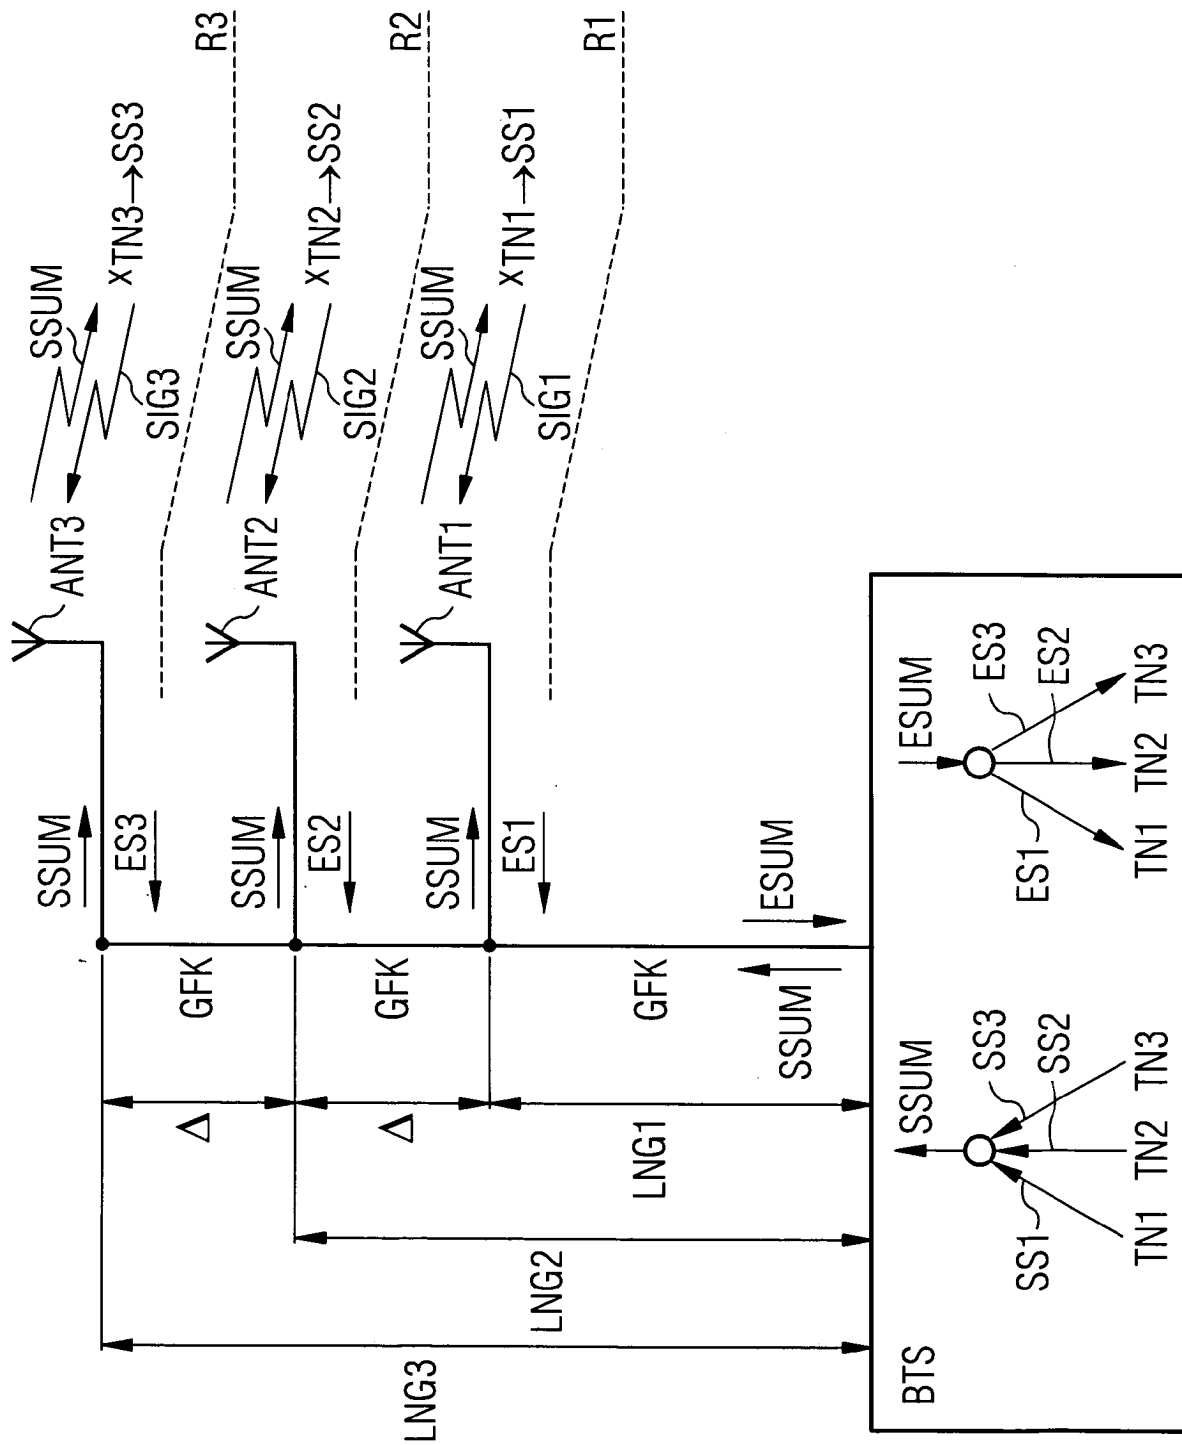 R3
SSUM
xTN3→SS3
SIG3
ANT3
SSUM
ES3
R2
SSUM
xTN2→SS2
SIG2
ANT2
SSUM
ES2
R1
SSUM
xTN1→SS1
SIG1
ANT1
SSUM
ES1
GFK
GFK
GFK
ESUM
SSUM
Δ
Δ
LNG1
LNG2
LNG3
BTS
SSUM
SS1
SS3
SS2
TN1
TN2
TN3
ESUM
ES1
ES3
ES2
TN1
TN2
TN3